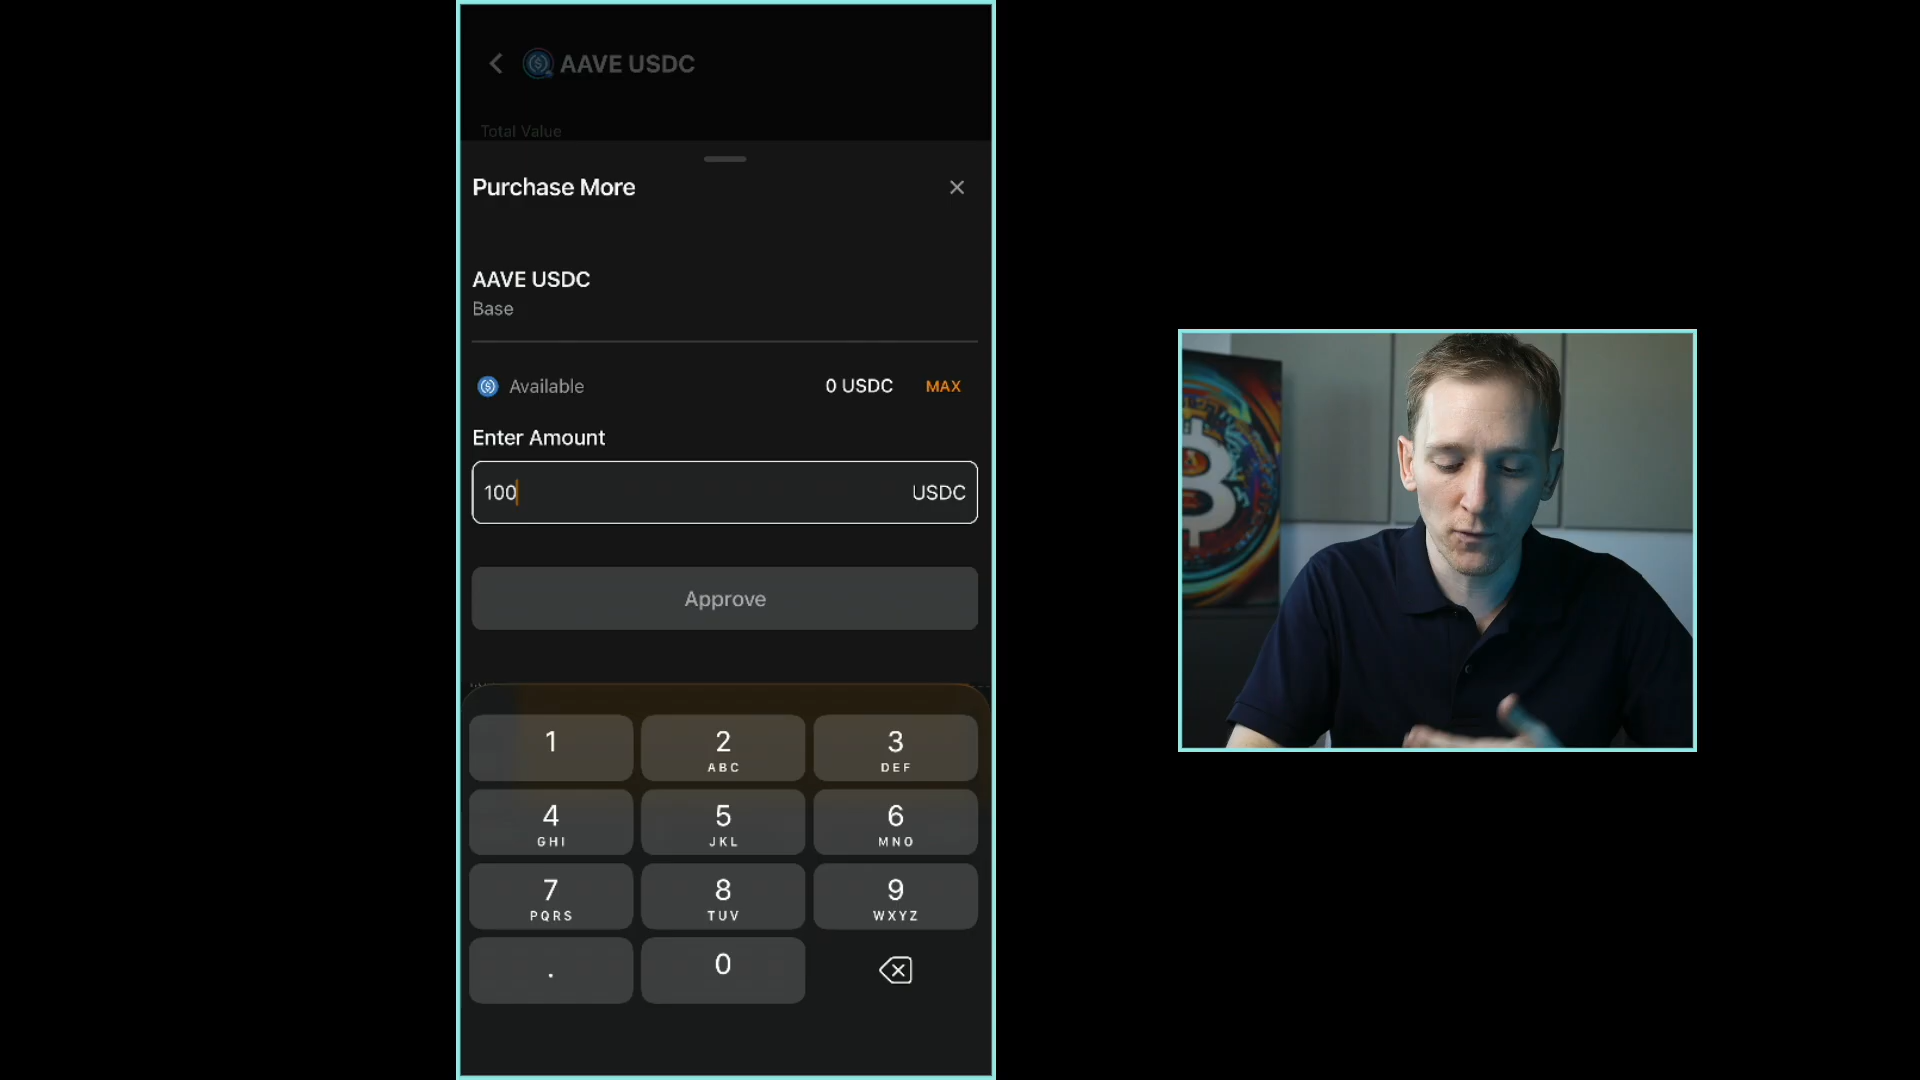 AAVE USDC
Total Value
Purchase More
AAVE USDC
Base
Available 0 USDC MAX
Enter Amount
100 USDC
Approve
1 2 3
ABC DEF
4 5 6
GHI JKL MNO
7 8 9
PQRS TUV WXYZ
. 0